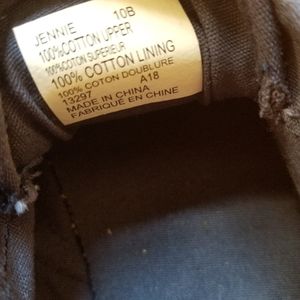 JENNIE 10B
100%COTTON UPPER
100%COTON SUPERIEUR
100% COTTON LINING
100% COTON DOUBLURE
13297 A18
MADE IN CHINA
FABRIQUÉ EN CHINE